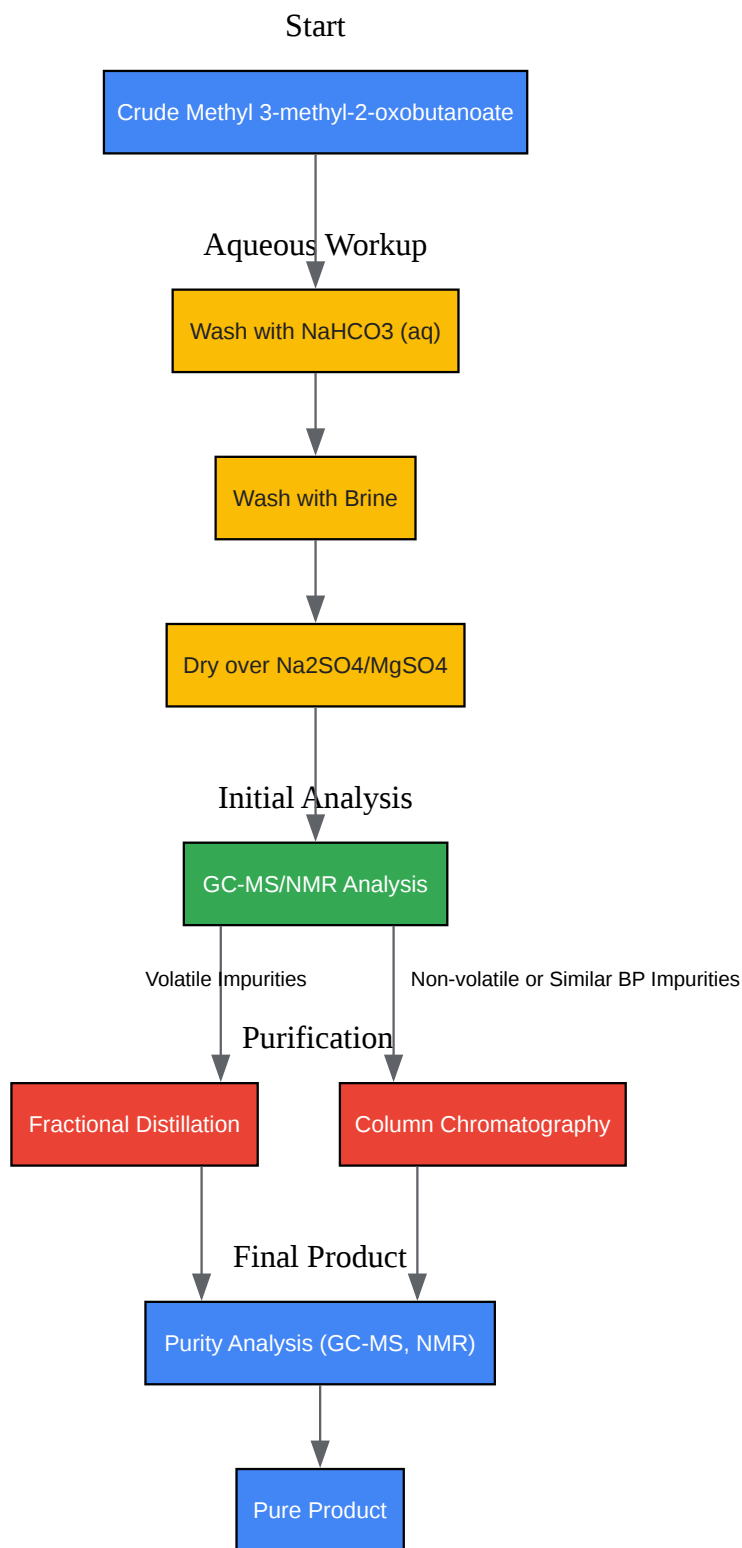 Start
Crude Methyl 3-methyl-2-oxobutanoate
Aqueous Workup
Wash with NaHCO3 (aq)
Wash with Brine
Dry over Na2SO4/MgSO4
Initial Analysis
GC-MS/NMR Analysis
Volatile Impurities
Non-volatile or Similar BP Impurities
Purification
Fractional Distillation
Column Chromatography
Final Product
Purity Analysis (GC-MS, NMR)
Pure Product